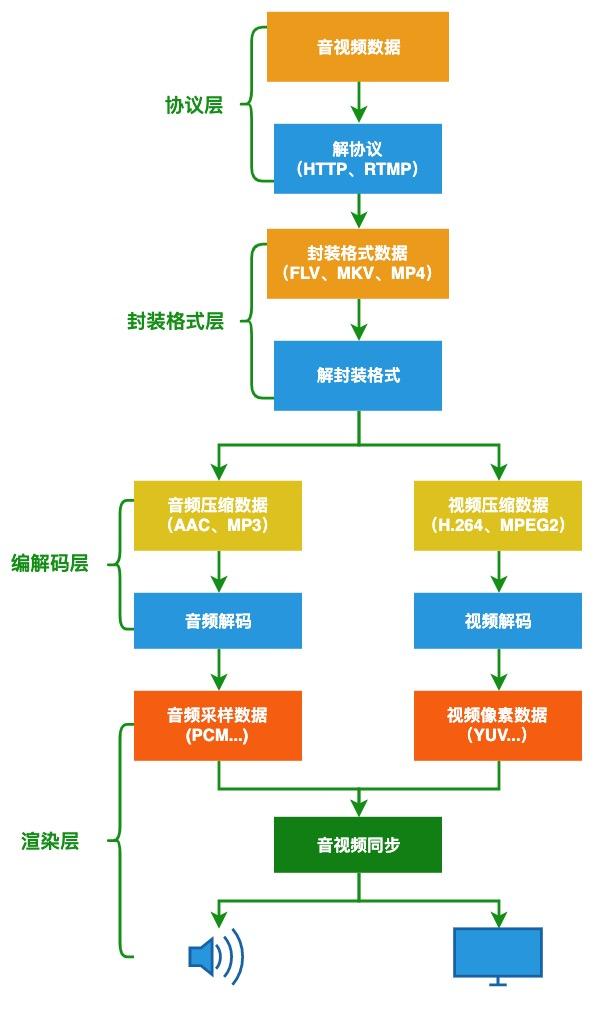 音视频数据
协议层
解协议
（HTTP、RTMP）
封装格式数据
（FLV、MKV、MP4）
封装格式层
解封装格式
音频压缩数据
（AAC、MP3）
视频压缩数据
（H.264、MPEG2）
编解码层
音频解码
视频解码
音频采样数据
(PCM...)
视频像素数据
（YUV...）
渲染层
音视频同步